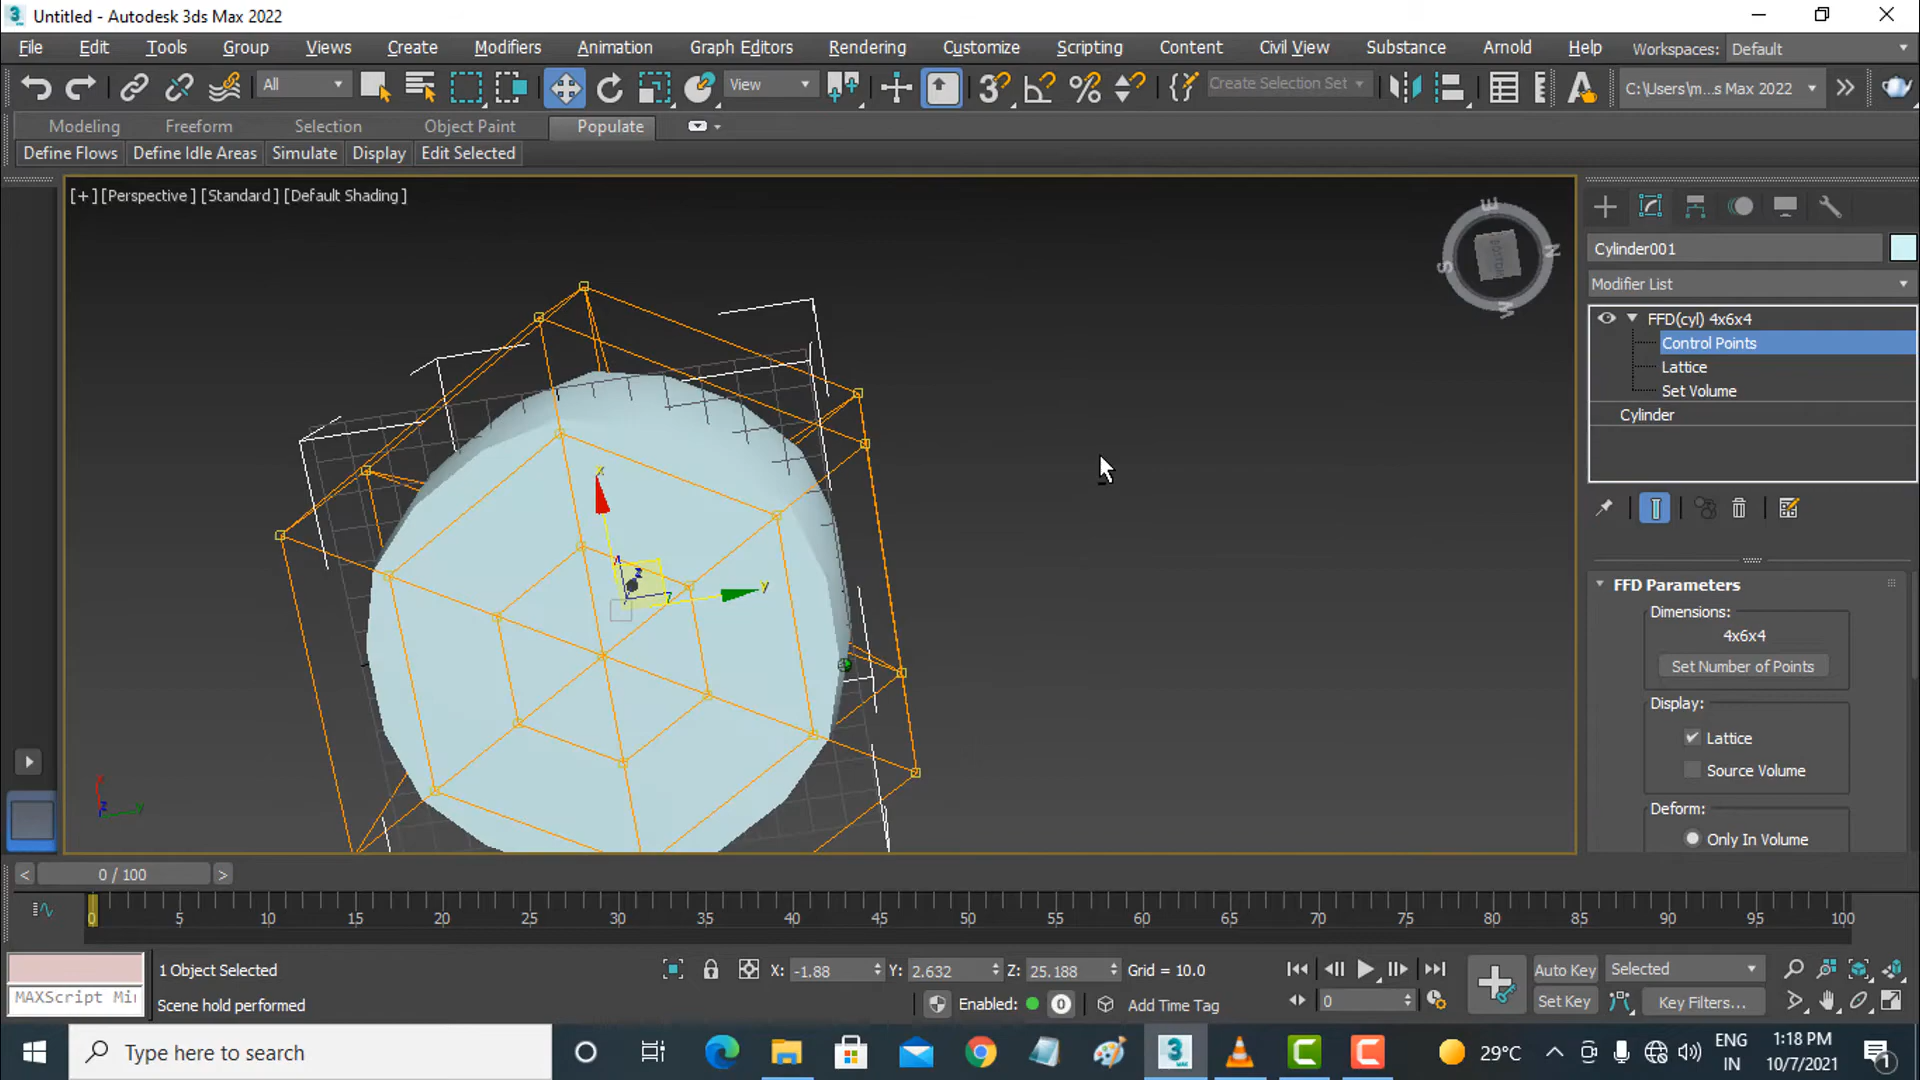 Untitled - Autodesk 3ds Max 2022
File Edit Tools Group Views Create Modifiers Animation Graph Editors Rendering Customize Scripting Content Civil View Substance Arnold Help Workspaces: Default
All View Create Selection Set C:\Users\m...s Max 2022
Modeling Freeform Selection Object Paint Populate
Define Flows Define Idle Areas Simulate Display Edit Selected
[+] [Perspective ] [Standard ] [Default Shading ]
Cylinder001
Modifier List
FFD(cyl) 4x6x4
Control Points
Lattice
Set Volume
Cylinder
FFD Parameters
Dimensions:
4x6x4
Set Number of Points
Display:
Lattice
Source Volume
Deform:
Only In Volume
x
y
z
0 / 100
0 5 10 15 20 25 30 35 40 45 50 55 60 65 70 75 80 85 90 95 100
1 Object Selected X: -1.88 Y: 2.632 Z: 25.188 Grid = 10.0 Auto Key Selected
MAXScript Mi Scene hold performed Enabled: Add Time Tag 0 Set Key Key Filters...
Type here to search 29°C ENG IN 1:18 PM 10/7/2021